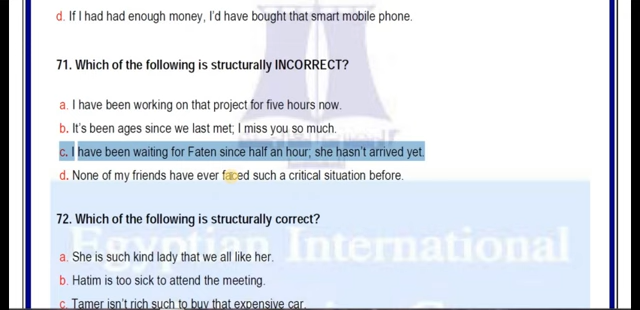 d. If I had had enough money, I'd have bought that smart mobile phone.
71. Which of the following is structurally INCORRECT?
a. I have been working on that project for five hours now.
b. It's been ages since we last met; I miss you so much.
c. I have been waiting for Faten since half an hour; she hasn't arrived yet.
d. None of my friends have ever faced such a critical situation before.
72. Which of the following is structurally correct?
Egyptian International
a. She is such kind lady that we all like her.
b. Hatim is too sick to attend the meeting.
c. Tamer isn't rich such to buy that expensive car.